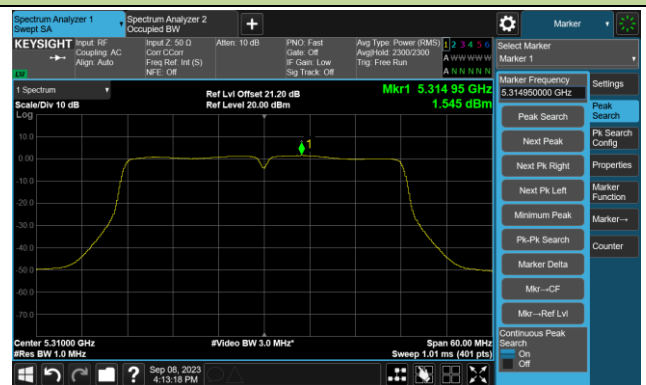 Spectrum Analyzer 1
Swept SA
Spectrum Analyzer 2
Occupied BW
Marker
KEYSIGHT
Input: RF
Coupling: AC
Align: Auto
Input Z: 50 Ω
Corr CCorr
Freq Ref: Int (S)
NFE: Off
Atten: 10 dB
PNO: Fast
Gate: Off
IF Gain: Low
Sig Track: Off
Avg Type: Power (RMS)
Avg|Hold: 2300/2300
Trig: Free Run
1 2 3 4 5 6
A W W W W W
A N N N N N
LXI
Select Marker
Marker 1
1 Spectrum
Scale/Div 10 dB
Log
Ref Lvl Offset 21.20 dB
Ref Level 20.00 dBm
Mkr1 5.314 95 GHz
1.545 dBm
10.0
0.00
-10.0
-20.0
-30.0
-40.0
-50.0
-60.0
-70.0
1
Center 5.31000 GHz
#Res BW 1.0 MHz
#Video BW 3.0 MHz*
Span 60.00 MHz
Sweep 1.01 ms (401 pts)
Marker Frequency
5.314950000 GHz
Peak Search
Next Peak
Next Pk Right
Next Pk Left
Minimum Peak
Pk-Pk Search
Marker Delta
Mkr→CF
Mkr→Ref Lvl
Continuous Peak
Search
On
Off
Settings
Peak
Search
Pk Search
Config
Properties
Marker
Function
Marker→
Counter
?
Sep 08, 2023
4:13:18 PM